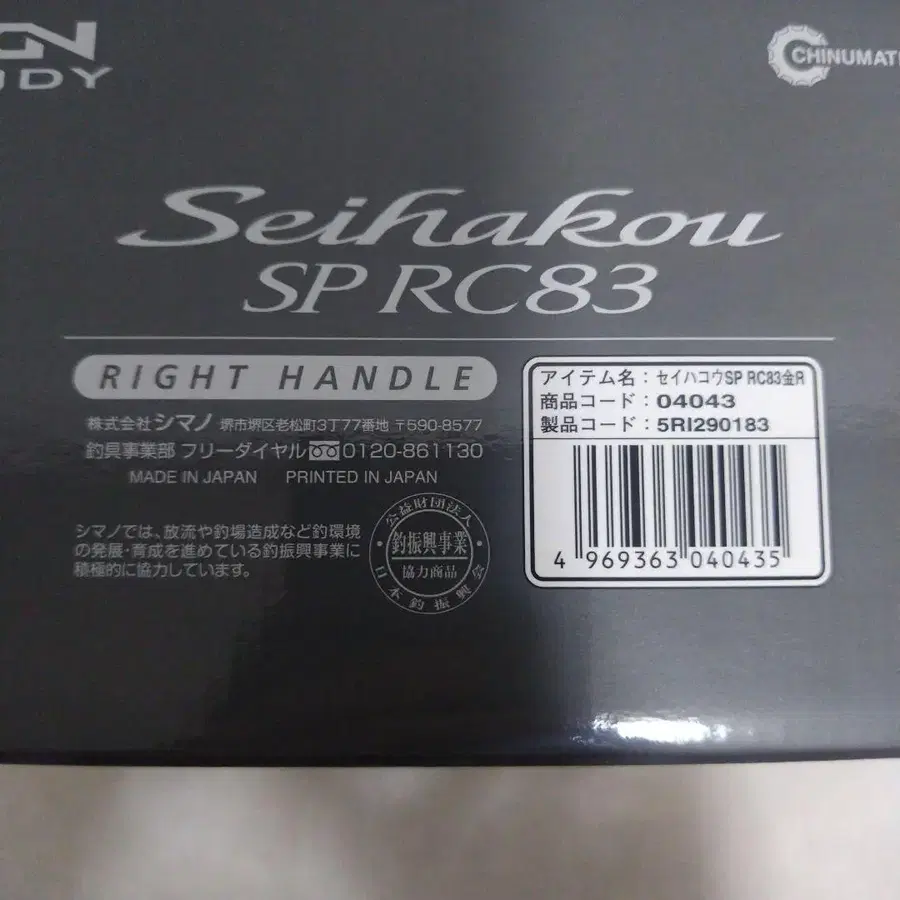 UDY
CHINUMATI
Seihakou
SP RC83
RIGHT HANDLE
株式会社 シマノ 堺市堺区老松町3丁77番地 〒590-8577
釣具事業部 フリーダイヤル 0120-861130
MADE IN JAPAN PRINTED IN JAPAN
シマノでは、放流や釣場造成など釣環境
の発展・育成を進めている釣振興事業に
積極的に協力しています。
公益財団法人
釣振興事業
協力商品
日本釣振興会
アイテム名：セイハコウSP RC83金R
商品コード：04043
製品コード：5RI290183
4 969363 040435